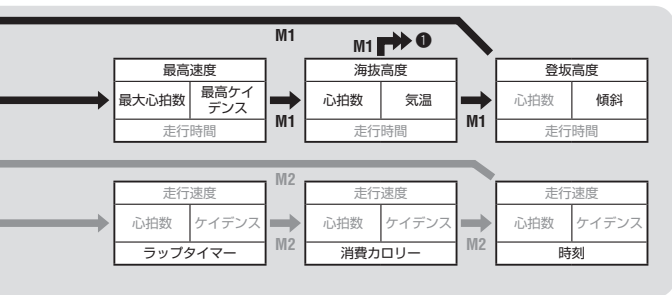 M1
M1 ❶
最高速度
最大心拍数 最高ケイ
デンス
走行時間
M1
海抜高度
心拍数 気温
走行時間
M1
登坂高度
心拍数 傾斜
走行時間
M2
走行速度
心拍数 ケイデンス
ラップタイマー
M2
走行速度
心拍数 ケイデンス
消費カロリー
M2
走行速度
心拍数 ケイデンス
時刻